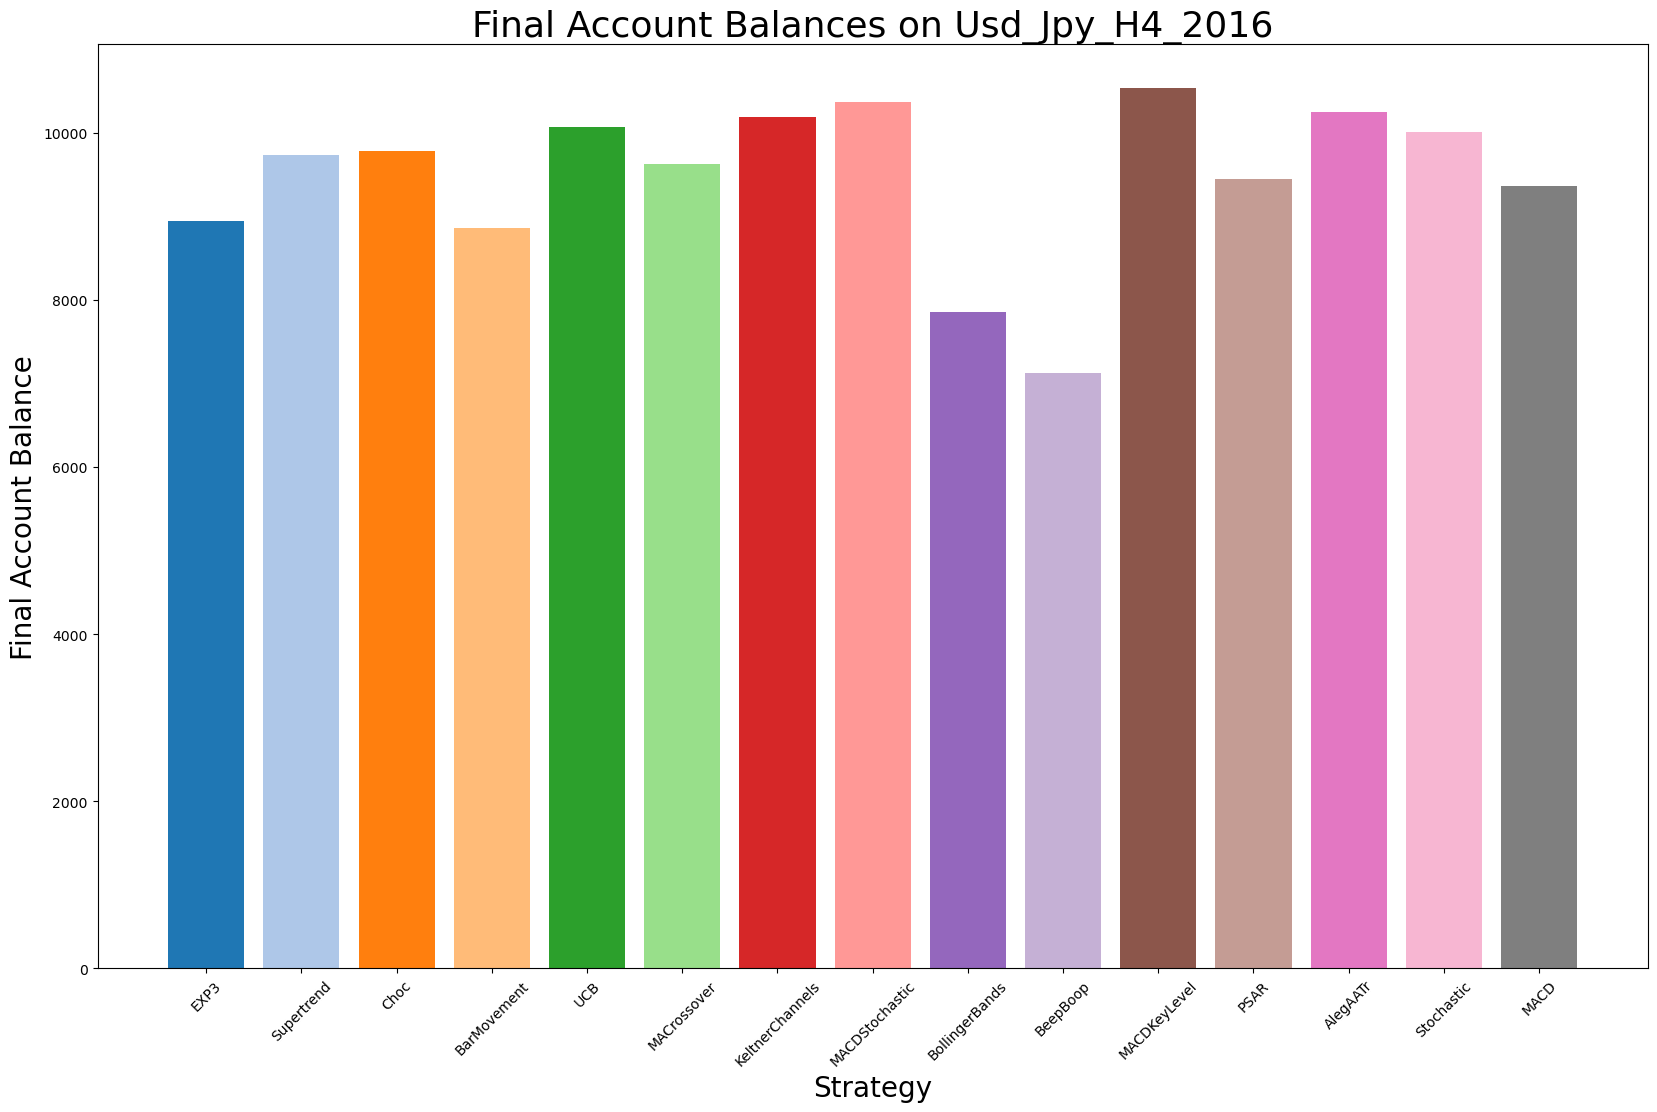 Final Account Balances on Usd_Jpy_H4_2016
Final Account Balance
10000
8000
6000
4000
2000
0
EXP3
Supertrend
Choc
BarMovement
UCB
MACrossover
KeltnerChannels
MACDStochastic
BollingerBands
BeepBoop
MACDKeyLevel
PSAR
AlegAATr
Stochastic
MACD
Strategy